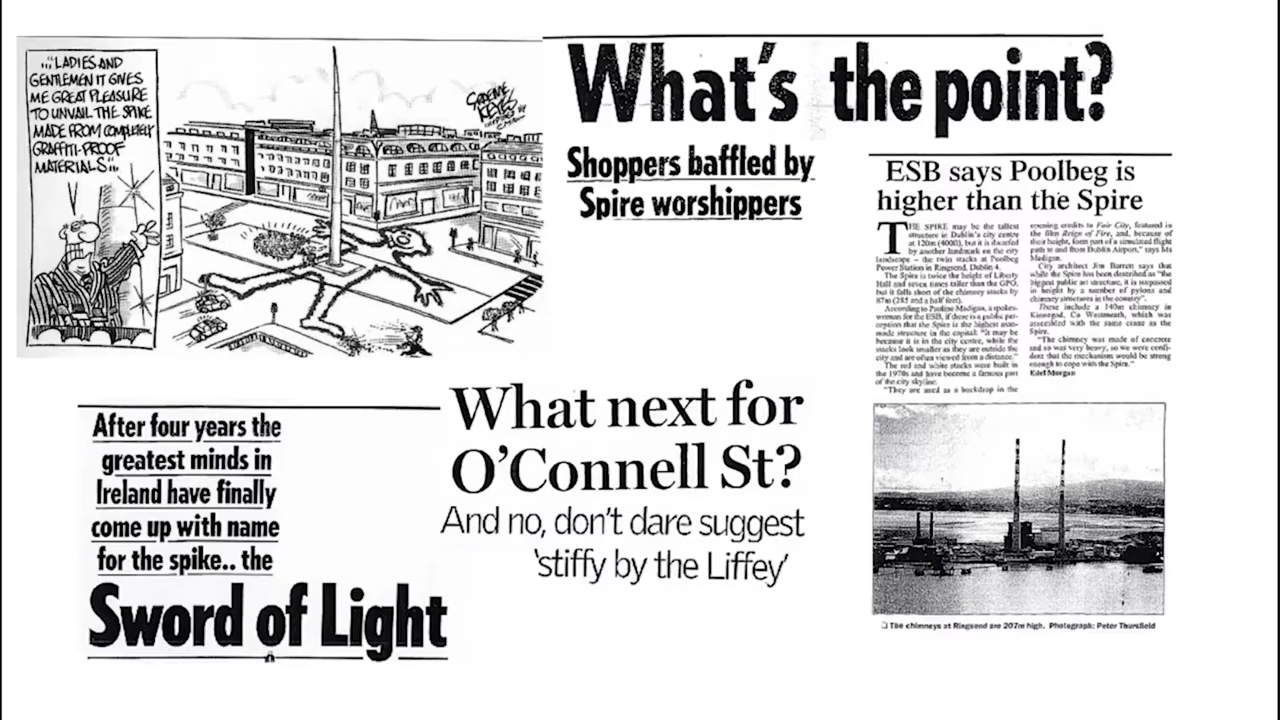 ..."LADIES AND
GENTLEMEN IT GIVES
ME GREAT PLEASURE
TO UNVAIL THE SPIKE
MADE FROM COMPLETELY
GRAFFITI-PROOF
MATERIALS"...
GRAEME
KEYES
What's the point?
Shoppers baffled by
Spire worshippers
ESB says Poolbeg is
higher than the Spire
THE SPIRE may be the tallest
structure in Dublin's city centre
at 120m (400ft), but it is dwarfed
by another landmark on the city
landscape – the twin stacks at Poolbeg
Power Station in Ringsend, Dublin 4.
The Spire is twice the height of Liberty
Hall and seven times taller than the GPO,
but it falls short of the chimney stacks by
87m (285 and a half feet).
According to Pauline Madigan, a spokes-
woman for the ESB, if there is a public per-
ception that the Spire is the highest man-
made structure in the capital: "It may be
because it is in the city centre, while the
stacks look smaller as they are outside the
city and are often viewed from a distance."
The red and white stacks were built in
the 1970s and have become a famous part
of the city skyline.
"They are used as a backdrop in the
opening credits to Fair City, featured in
the film Reign of Fire, and, because of
their height, form part of a simulated flight
path to and from Dublin Airport," says Ms
Madigan.
City architect Jim Barrett says that
while the Spire has been described as "the
biggest public art structure, it is surpassed
in height by a number of pylons and
chimney structures in the country".
These include a 140m chimney in
Kinnegad, Co Westmeath, which was
assembled with the same crane as the
Spire.
"The chimney was made of concrete
and so was very heavy, so we were confi-
dent that the mechanism would be strong
enough to cope with the Spire."
Edel Morgan
The chimneys at Ringsend are 207m high. Photograph: Peter Thursfield
After four years the
greatest minds in
Ireland have finally
come up with name
for the spike.. the
Sword of Light
What next for
O'Connell St?
And no, don't dare suggest
'stiffy by the Liffey'